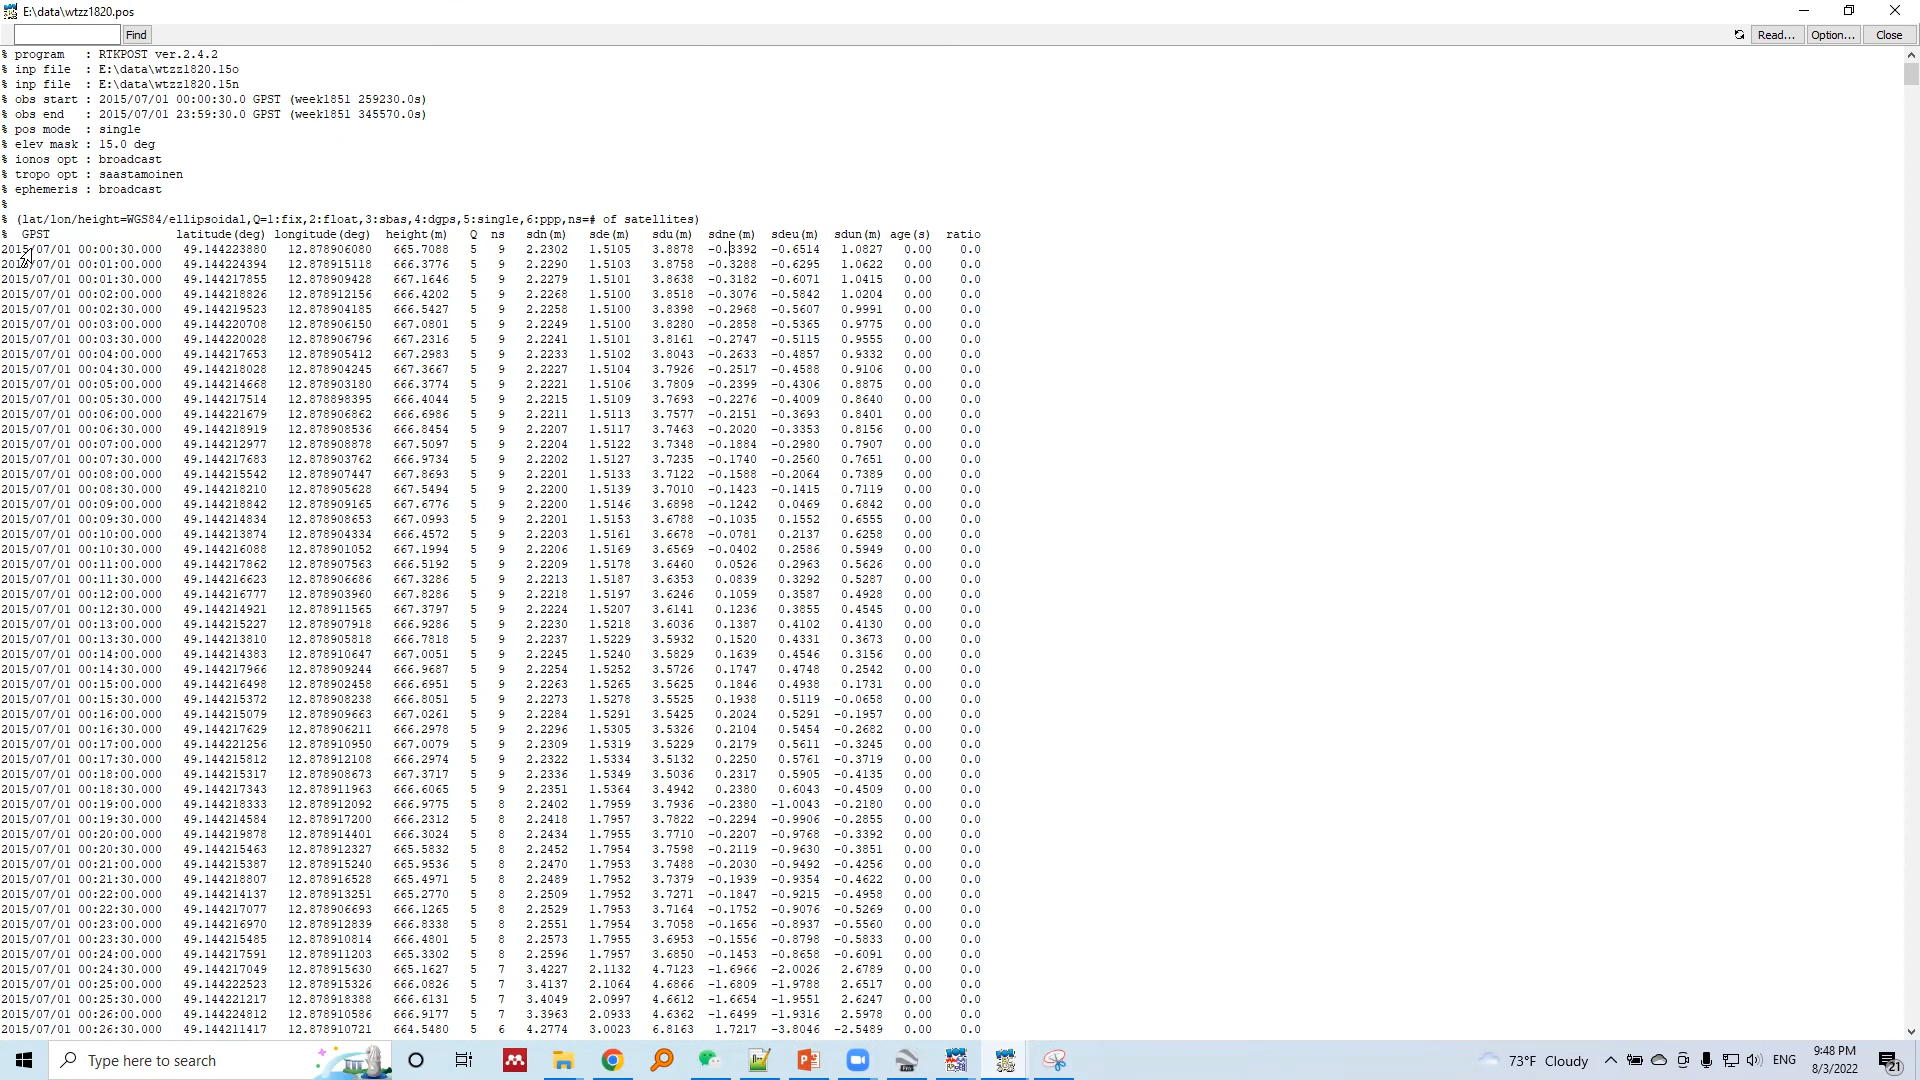 E:\data\wtzz1820.pos
Find
Read...
Option...
Close
% program   : RTKPOST ver.2.4.2
% inp file  : E:\data\wtzz1820.15o
% inp file  : E:\data\wtzz1820.15n
% obs start : 2015/07/01 00:00:30.0 GPST (week1851 259230.0s)
% obs end   : 2015/07/01 23:59:30.0 GPST (week1851 345570.0s)
% pos mode  : single
% elev mask : 15.0 deg
% ionos opt : broadcast
% tropo opt : saastamoinen
% ephemeris : broadcast
%
% (lat/lon/height=WGS84/ellipsoidal,Q=1:fix,2:float,3:sbas,4:dgps,5:single,6:ppp,ns=# of satellites)
%  GPST latitude(deg) longitude(deg) height(m) Q ns sdn(m) sde(m) sdu(m) sdne(m) sdeu(m) sdun(m) age(s) ratio
2015/07/01 00:00:30.000 49.144223880 12.878906080 665.7088 5 9 2.2302 1.5105 3.8878 -0.3392 -0.6514 1.0827 0.00 0.0
2015/07/01 00:01:00.000 49.144224394 12.878915118 666.3776 5 9 2.2290 1.5103 3.8758 -0.3288 -0.6295 1.0622 0.00 0.0
2015/07/01 00:01:30.000 49.144217855 12.878909428 667.1646 5 9 2.2279 1.5101 3.8638 -0.3182 -0.6071 1.0415 0.00 0.0
2015/07/01 00:02:00.000 49.144218826 12.878912156 666.4202 5 9 2.2268 1.5100 3.8518 -0.3076 -0.5842 1.0204 0.00 0.0
2015/07/01 00:02:30.000 49.144219523 12.878904185 666.5427 5 9 2.2258 1.5100 3.8398 -0.2968 -0.5607 0.9991 0.00 0.0
2015/07/01 00:03:00.000 49.144220708 12.878906150 667.0801 5 9 2.2249 1.5100 3.8280 -0.2858 -0.5365 0.9775 0.00 0.0
2015/07/01 00:03:30.000 49.144220028 12.878906796 667.2316 5 9 2.2241 1.5101 3.8161 -0.2747 -0.5115 0.9555 0.00 0.0
2015/07/01 00:04:00.000 49.144217653 12.878905412 667.2983 5 9 2.2233 1.5102 3.8043 -0.2633 -0.4857 0.9332 0.00 0.0
2015/07/01 00:04:30.000 49.144218028 12.878904245 667.3667 5 9 2.2227 1.5104 3.7926 -0.2517 -0.4588 0.9106 0.00 0.0
2015/07/01 00:05:00.000 49.144214668 12.878903180 666.3774 5 9 2.2221 1.5106 3.7809 -0.2399 -0.4306 0.8875 0.00 0.0
2015/07/01 00:05:30.000 49.144217514 12.878898395 666.4044 5 9 2.2215 1.5109 3.7693 -0.2276 -0.4009 0.8640 0.00 0.0
2015/07/01 00:06:00.000 49.144221679 12.878906862 666.6986 5 9 2.2211 1.5113 3.7577 -0.2151 -0.3693 0.8401 0.00 0.0
2015/07/01 00:06:30.000 49.144218919 12.878908536 666.8454 5 9 2.2207 1.5117 3.7463 -0.2020 -0.3353 0.8156 0.00 0.0
2015/07/01 00:07:00.000 49.144212977 12.878908878 667.5097 5 9 2.2204 1.5122 3.7348 -0.1884 -0.2980 0.7907 0.00 0.0
2015/07/01 00:07:30.000 49.144217683 12.878903762 666.9734 5 9 2.2202 1.5127 3.7235 -0.1740 -0.2560 0.7651 0.00 0.0
2015/07/01 00:08:00.000 49.144215542 12.878907447 667.8693 5 9 2.2201 1.5133 3.7122 -0.1588 -0.2064 0.7389 0.00 0.0
2015/07/01 00:08:30.000 49.144218210 12.878905628 667.5494 5 9 2.2200 1.5139 3.7010 -0.1423 -0.1415 0.7119 0.00 0.0
2015/07/01 00:09:00.000 49.144218842 12.878909165 667.6776 5 9 2.2200 1.5146 3.6898 -0.1242 0.0469 0.6842 0.00 0.0
2015/07/01 00:09:30.000 49.144214834 12.878908653 667.0993 5 9 2.2201 1.5153 3.6788 -0.1035 0.1552 0.6555 0.00 0.0
2015/07/01 00:10:00.000 49.144213874 12.878904334 666.4572 5 9 2.2203 1.5161 3.6678 -0.0781 0.2137 0.6258 0.00 0.0
2015/07/01 00:10:30.000 49.144216088 12.878901052 667.1994 5 9 2.2206 1.5169 3.6569 -0.0402 0.2586 0.5949 0.00 0.0
2015/07/01 00:11:00.000 49.144217862 12.878907563 666.5192 5 9 2.2209 1.5178 3.6460 0.0526 0.2963 0.5626 0.00 0.0
2015/07/01 00:11:30.000 49.144216623 12.878906686 667.3286 5 9 2.2213 1.5187 3.6353 0.0839 0.3292 0.5287 0.00 0.0
2015/07/01 00:12:00.000 49.144216777 12.878903960 667.8286 5 9 2.2218 1.5197 3.6246 0.1059 0.3587 0.4928 0.00 0.0
2015/07/01 00:12:30.000 49.144214921 12.878911565 667.3797 5 9 2.2224 1.5207 3.6141 0.1236 0.3855 0.4545 0.00 0.0
2015/07/01 00:13:00.000 49.144215227 12.878907918 666.9286 5 9 2.2230 1.5218 3.6036 0.1387 0.4102 0.4130 0.00 0.0
2015/07/01 00:13:30.000 49.144213810 12.878905818 666.7818 5 9 2.2237 1.5229 3.5932 0.1520 0.4331 0.3673 0.00 0.0
2015/07/01 00:14:00.000 49.144214383 12.878910647 667.0051 5 9 2.2245 1.5240 3.5829 0.1639 0.4546 0.3156 0.00 0.0
2015/07/01 00:14:30.000 49.144217966 12.878909244 666.9687 5 9 2.2254 1.5252 3.5726 0.1747 0.4748 0.2542 0.00 0.0
2015/07/01 00:15:00.000 49.144216498 12.878902458 666.6951 5 9 2.2263 1.5265 3.5625 0.1846 0.4938 0.1731 0.00 0.0
2015/07/01 00:15:30.000 49.144215372 12.878908238 666.8051 5 9 2.2273 1.5278 3.5525 0.1938 0.5119 -0.0658 0.00 0.0
2015/07/01 00:16:00.000 49.144215079 12.878909663 667.0261 5 9 2.2284 1.5291 3.5425 0.2024 0.5291 -0.1957 0.00 0.0
2015/07/01 00:16:30.000 49.144217629 12.878906211 666.2978 5 9 2.2296 1.5305 3.5326 0.2104 0.5454 -0.2682 0.00 0.0
2015/07/01 00:17:00.000 49.144221256 12.878910950 667.0079 5 9 2.2309 1.5319 3.5229 0.2179 0.5611 -0.3245 0.00 0.0
2015/07/01 00:17:30.000 49.144215812 12.878912108 666.2974 5 9 2.2322 1.5334 3.5132 0.2250 0.5761 -0.3719 0.00 0.0
2015/07/01 00:18:00.000 49.144215317 12.878908673 667.3717 5 9 2.2336 1.5349 3.5036 0.2317 0.5905 -0.4135 0.00 0.0
2015/07/01 00:18:30.000 49.144217343 12.878911963 666.6065 5 9 2.2351 1.5364 3.4942 0.2380 0.6043 -0.4509 0.00 0.0
2015/07/01 00:19:00.000 49.144218333 12.878912092 666.9775 5 8 2.2402 1.7959 3.7936 -0.2380 -1.0043 -0.2180 0.00 0.0
2015/07/01 00:19:30.000 49.144214584 12.878917200 666.2312 5 8 2.2418 1.7957 3.7822 -0.2294 -0.9906 -0.2855 0.00 0.0
2015/07/01 00:20:00.000 49.144219878 12.878914401 666.3024 5 8 2.2434 1.7955 3.7710 -0.2207 -0.9768 -0.3392 0.00 0.0
2015/07/01 00:20:30.000 49.144215463 12.878912327 665.5832 5 8 2.2452 1.7954 3.7598 -0.2119 -0.9630 -0.3851 0.00 0.0
2015/07/01 00:21:00.000 49.144215387 12.878915240 665.9536 5 8 2.2470 1.7953 3.7488 -0.2030 -0.9492 -0.4256 0.00 0.0
2015/07/01 00:21:30.000 49.144218807 12.878916528 665.4971 5 8 2.2489 1.7952 3.7379 -0.1939 -0.9354 -0.4622 0.00 0.0
2015/07/01 00:22:00.000 49.144214137 12.878913251 665.2770 5 8 2.2509 1.7952 3.7271 -0.1847 -0.9215 -0.4958 0.00 0.0
2015/07/01 00:22:30.000 49.144217077 12.878906693 666.1265 5 8 2.2529 1.7953 3.7164 -0.1752 -0.9076 -0.5269 0.00 0.0
2015/07/01 00:23:00.000 49.144216970 12.878912839 666.8338 5 8 2.2551 1.7954 3.7058 -0.1656 -0.8937 -0.5560 0.00 0.0
2015/07/01 00:23:30.000 49.144215485 12.878910814 666.4801 5 8 2.2573 1.7955 3.6953 -0.1556 -0.8798 -0.5833 0.00 0.0
2015/07/01 00:24:00.000 49.144217591 12.878911203 665.3302 5 8 2.2596 1.7957 3.6850 -0.1453 -0.8658 -0.6091 0.00 0.0
2015/07/01 00:24:30.000 49.144217049 12.878915630 665.1627 5 7 3.4227 2.1132 4.7123 -1.6966 -2.0026 2.6789 0.00 0.0
2015/07/01 00:25:00.000 49.144222523 12.878915326 666.0826 5 7 3.4137 2.1064 4.6866 -1.6809 -1.9788 2.6517 0.00 0.0
2015/07/01 00:25:30.000 49.144221217 12.878918388 666.6131 5 7 3.4049 2.0997 4.6612 -1.6654 -1.9551 2.6247 0.00 0.0
2015/07/01 00:26:00.000 49.144224812 12.878910586 666.9177 5 7 3.3963 2.0933 4.6362 -1.6499 -1.9316 2.5978 0.00 0.0
2015/07/01 00:26:30.000 49.144211417 12.878910721 664.5480 5 6 4.2774 3.0023 6.8163 1.7217 -3.8046 -2.5489 0.00 0.0
Type here to search
73°F Cloudy
ENG
9:48 PM
8/3/2022
21